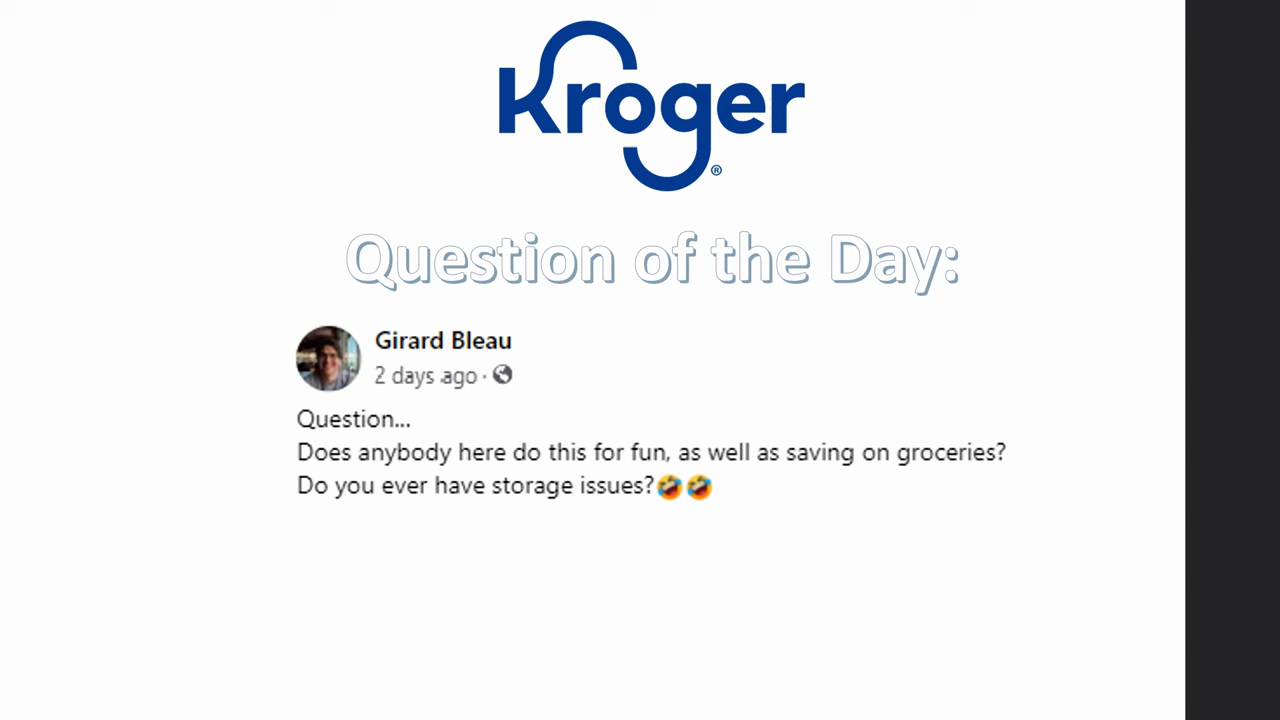 Kroger®
Question of the Day:
Girard Bleau
2 days ago ·
Question...
Does anybody here do this for fun, as well as saving on groceries?
Do you ever have storage issues?🤣🤣